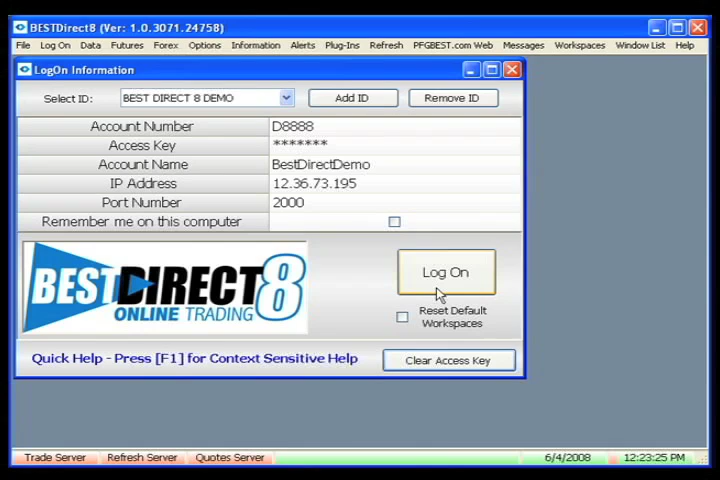 BESTDirect8 (Ver: 1.0.3071.24758)
File Log On Data Futures Forex Options Information Alerts Plug-Ins Refresh PFGBEST.com Web Messages Workspaces Window List Help
LogOn Information
Select ID: BEST DIRECT 8 DEMO Add ID Remove ID
Account Number D8888
Access Key *******
Account Name BestDirectDemo
IP Address 12.36.73.195
Port Number 2000
Remember me on this computer
BESTDIRECT8
ONLINE TRADING
Log On
Reset Default
Workspaces
Quick Help - Press [F1] for Context Sensitive Help
Clear Access Key
Trade Server Refresh Server Quotes Server 6/4/2008 12:23:25 PM